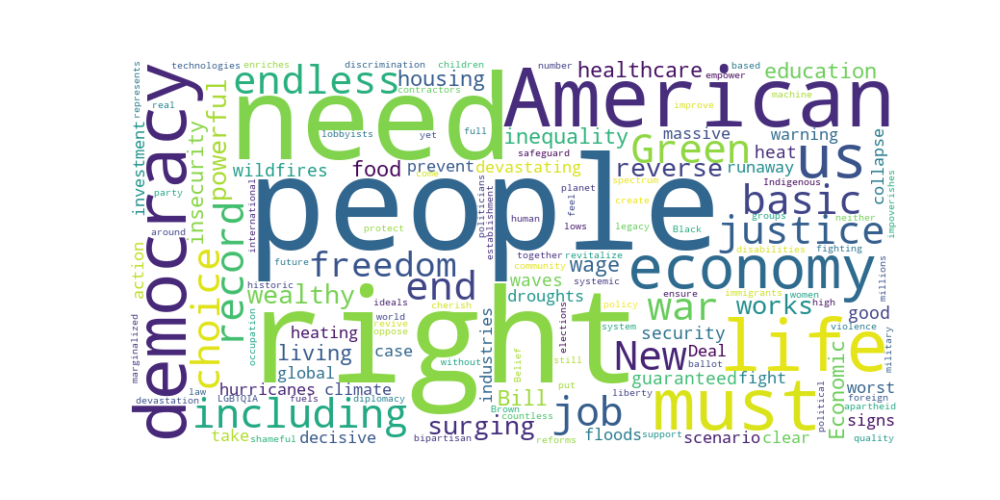 technologies
enriches
discrimination
children
number
based
healthcare
empower
education
endless
housing
contractors
American
represents
real
democracy
need
improve
machine
powerful
lobbyists
yet
full
inequality
massive
warning
Green
us
investment
party
insecurity
safeguard
wildfires
food
prevent
devastating
reverse
heat
runaway
collapse
come
planet
spectrum
Indigenous
basic
impoverishes
people
politicians
establishment
feel
create
human
lows
legacy
Black
groups
neither
justice
around
international
protect
record
choice
action
future
together
revitalize
disabilities
fighting
community
freedom
end
wage
economy
historic
waves
systemic
immigrants
women
high
millions
wealthy
ideals
cherish
droughts
ensure
war
works
good
world
revive
oppose
policy
right
heating
elections
system
security
violence
life
marginalized
occupation
living
case
industries
Belief
still
New
Deal
ballot
military
global
without
guaranteed
fight
hurricanes
climate
put
liberty
worst
devastation
law
LGBTQIA
fuels
diplomacy
Bill
Brown
countless
job
must
political
Economic
foreign
apartheid
including
surging
signs
take
shameful
decisive
bipartisan
reforms
floods
support
scenario
clear
quality